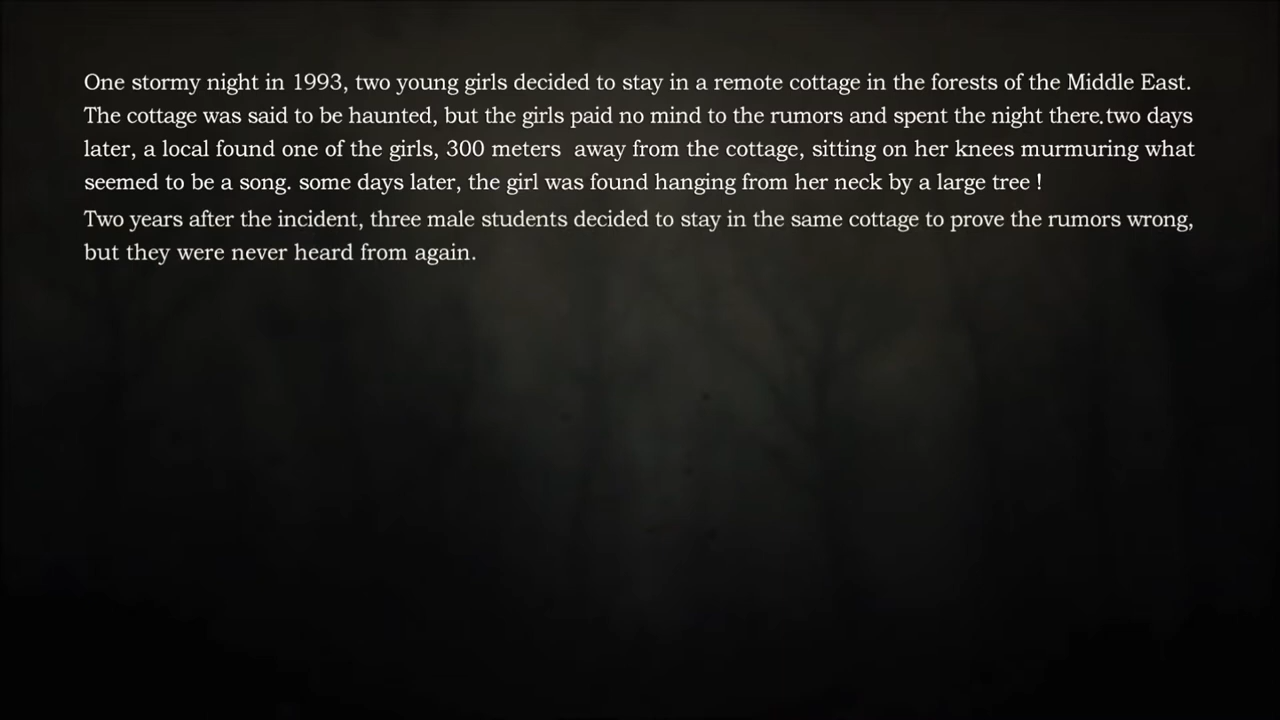 One stormy night in 1993, two young girls decided to stay in a remote cottage in the forests of the Middle East.
The cottage was said to be haunted, but the girls paid no mind to the rumors and spent the night there.two days
later, a local found one of the girls, 300 meters  away from the cottage, sitting on her knees murmuring what
seemed to be a song. some days later, the girl was found hanging from her neck by a large tree !
Two years after the incident, three male students decided to stay in the same cottage to prove the rumors wrong,
but they were never heard from again.